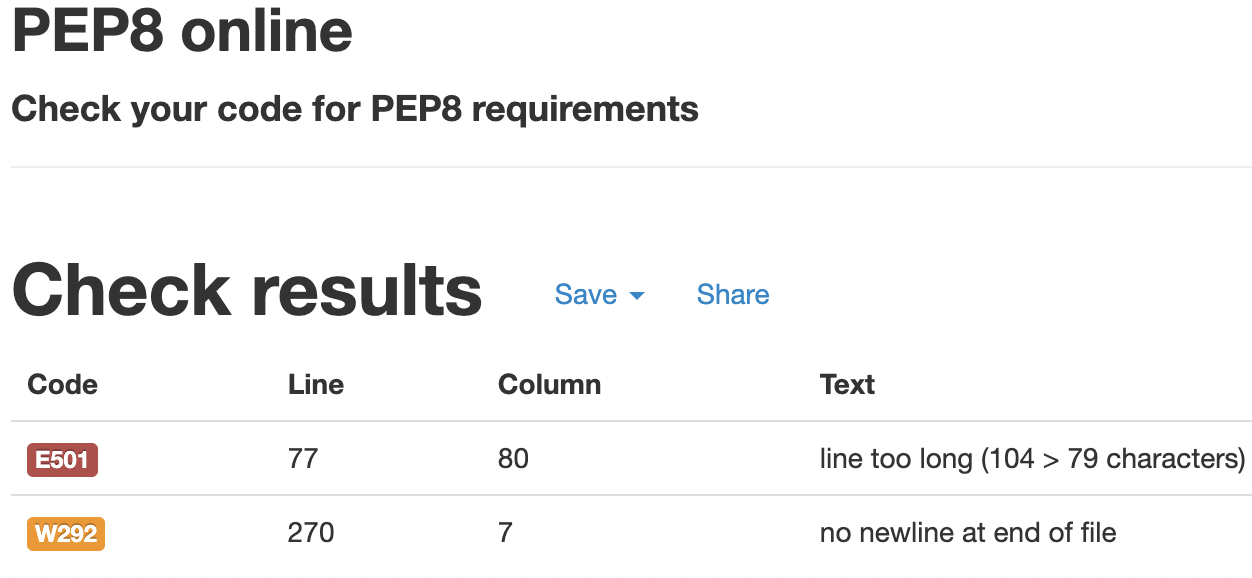 PEP8 online
Check your code for PEP8 requirements
Check results Save Share
Code Line Column Text
E501 77 80 line too long (104 > 79 characters)
W292 270 7 no newline at end of file